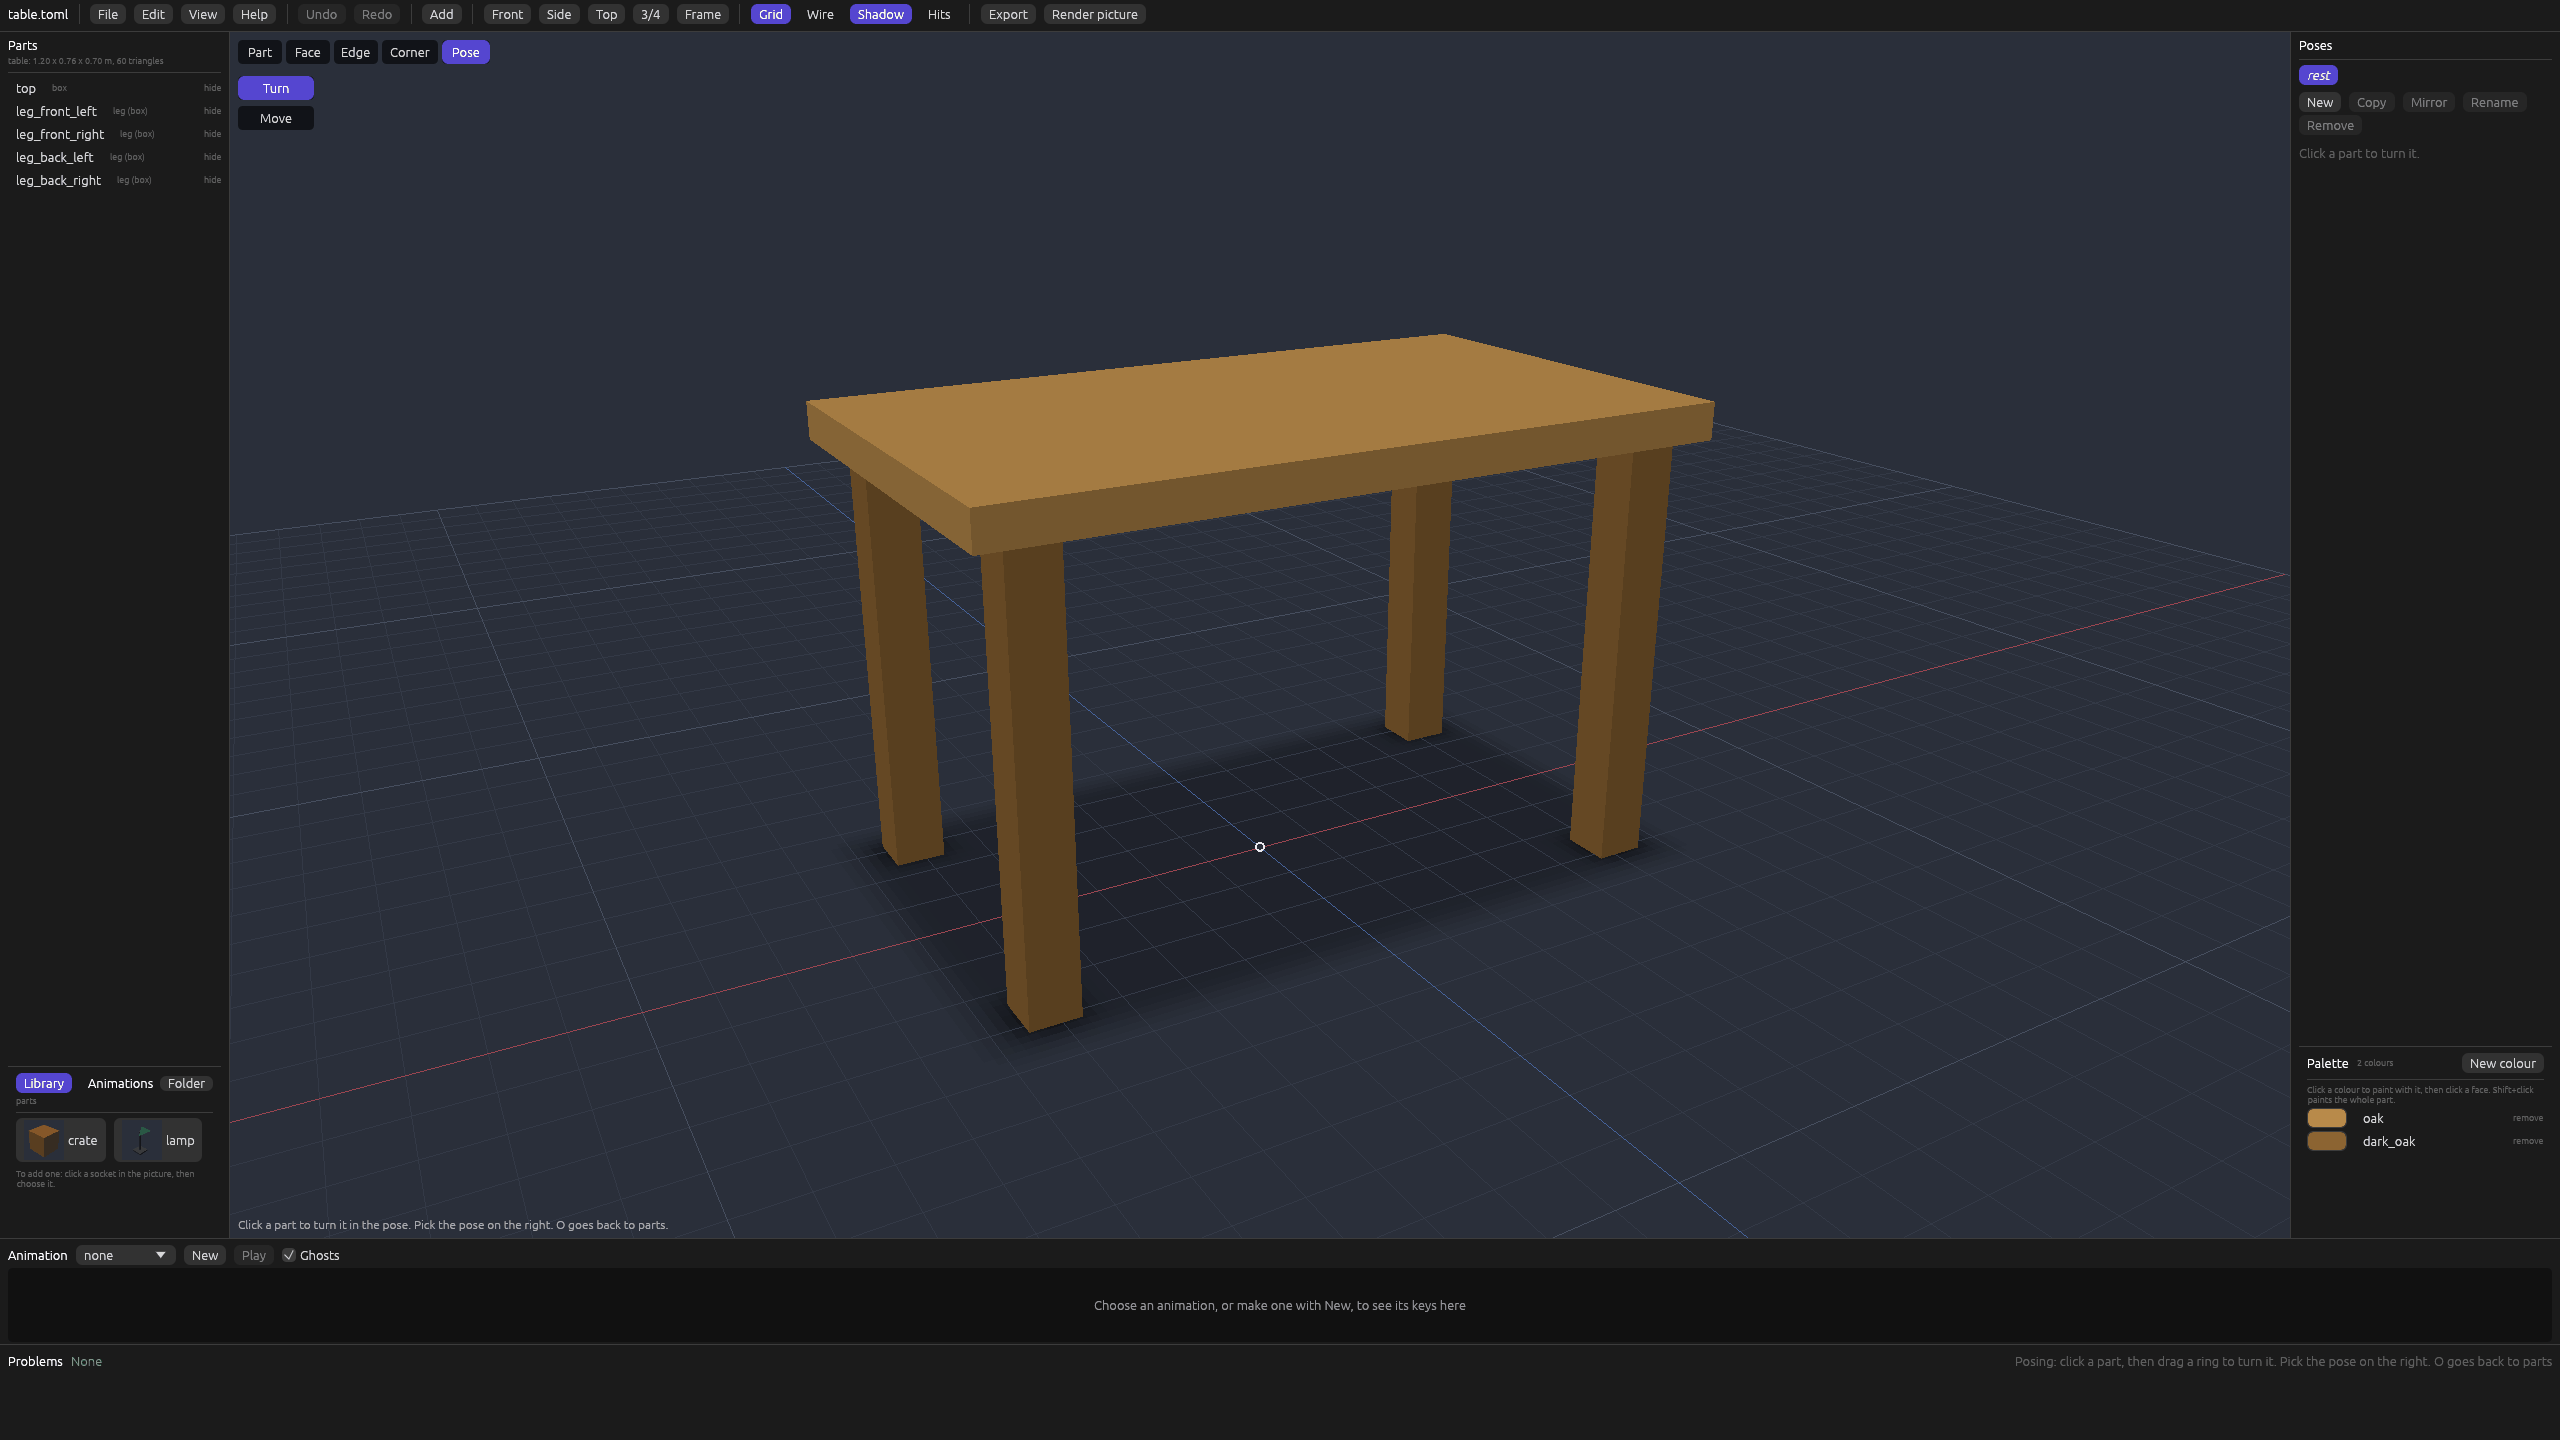 table.toml File Edit View Help Undo Redo Add Front Side Top 3/4 Frame Grid Wire Shadow Hits Export Render picture
Parts
table: 1.20 x 0.76 x 0.70 m, 60 triangles
top box hide
leg_front_left leg (box) hide
leg_front_right leg (box) hide
leg_back_left leg (box) hide
leg_back_right leg (box) hide
Part Face Edge Corner Pose
Turn
Move
Poses
rest
New Copy Mirror Rename
Remove
Click a part to turn it.
Library Animations Folder
parts
crate lamp
To add one: click a socket in the picture, then
choose it.
Palette 2 colours New colour
Click a colour to paint with it, then click a face. Shift+click
paints the whole part.
oak remove
dark_oak remove
Click a part to turn it in the pose. Pick the pose on the right. O goes back to parts.
Animation none New Play Ghosts
Choose an animation, or make one with New, to see its keys here
Problems None
Posing: click a part, then drag a ring to turn it. Pick the pose on the right. O goes back to parts